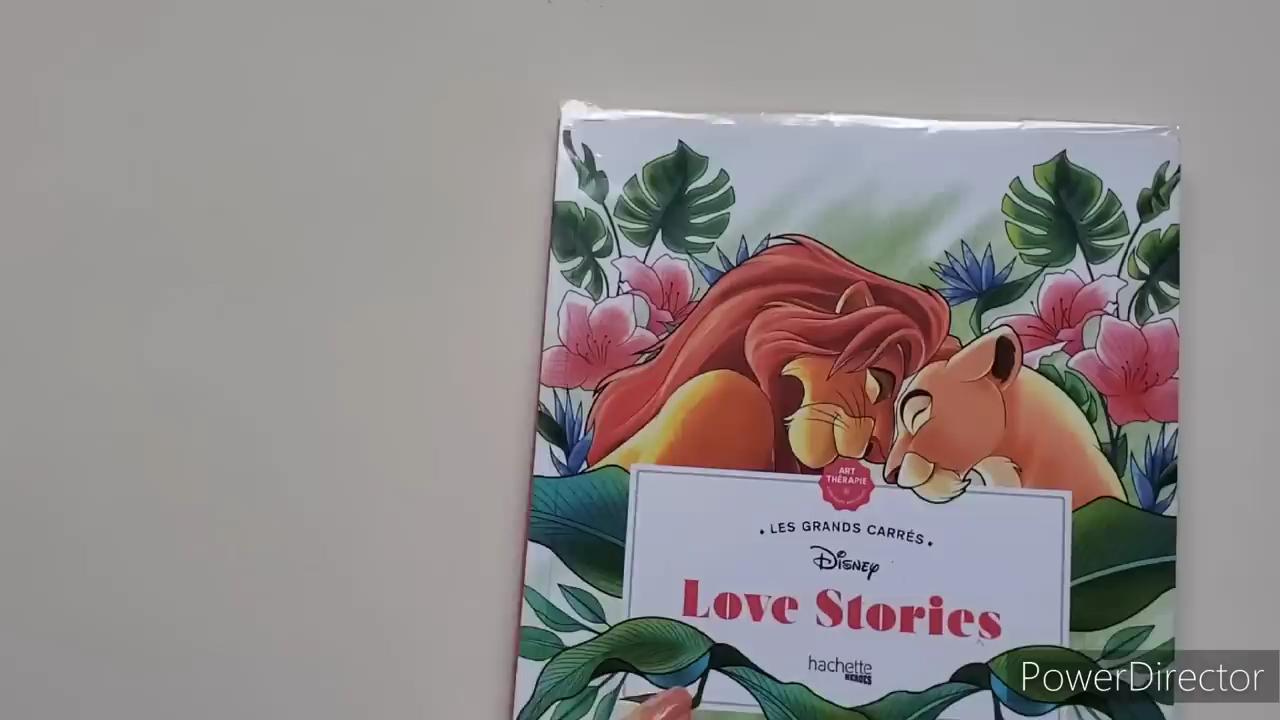 ART
THÉRAPIE
• LES GRANDS CARRÉS •
Disney
Love Stories
hachette
HEROES
PowerDirector